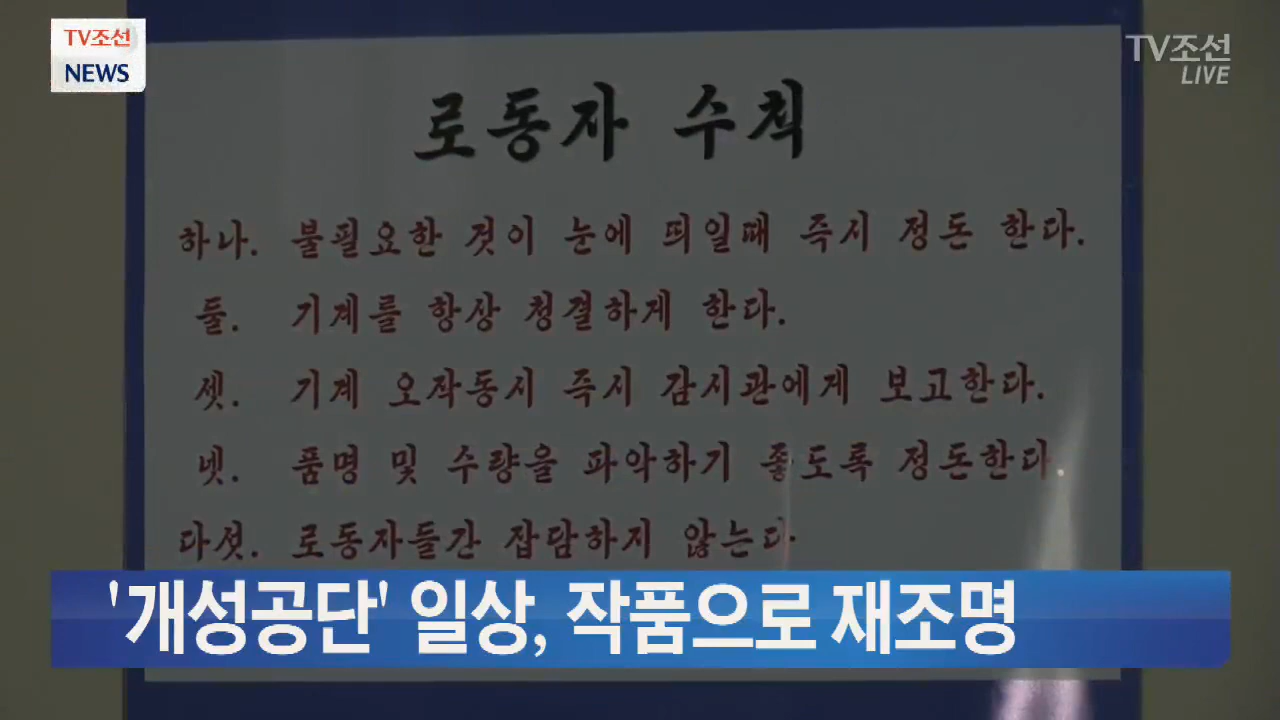 TV조선
NEWS
TV조선
LIVE
로동자 수칙
하나. 불필요한 것이 눈에 띄일때 즉시 정돈 한다.
둘. 기계를 항상 청결하게 한다.
셋. 기계 오작동시 즉시 감시관에게 보고한다.
넷. 품명 및 수량을 파악하기 좋도록 정돈한다.
다섯. 로동자들간 잡담하지 않는다
'개성공단' 일상, 작품으로 재조명